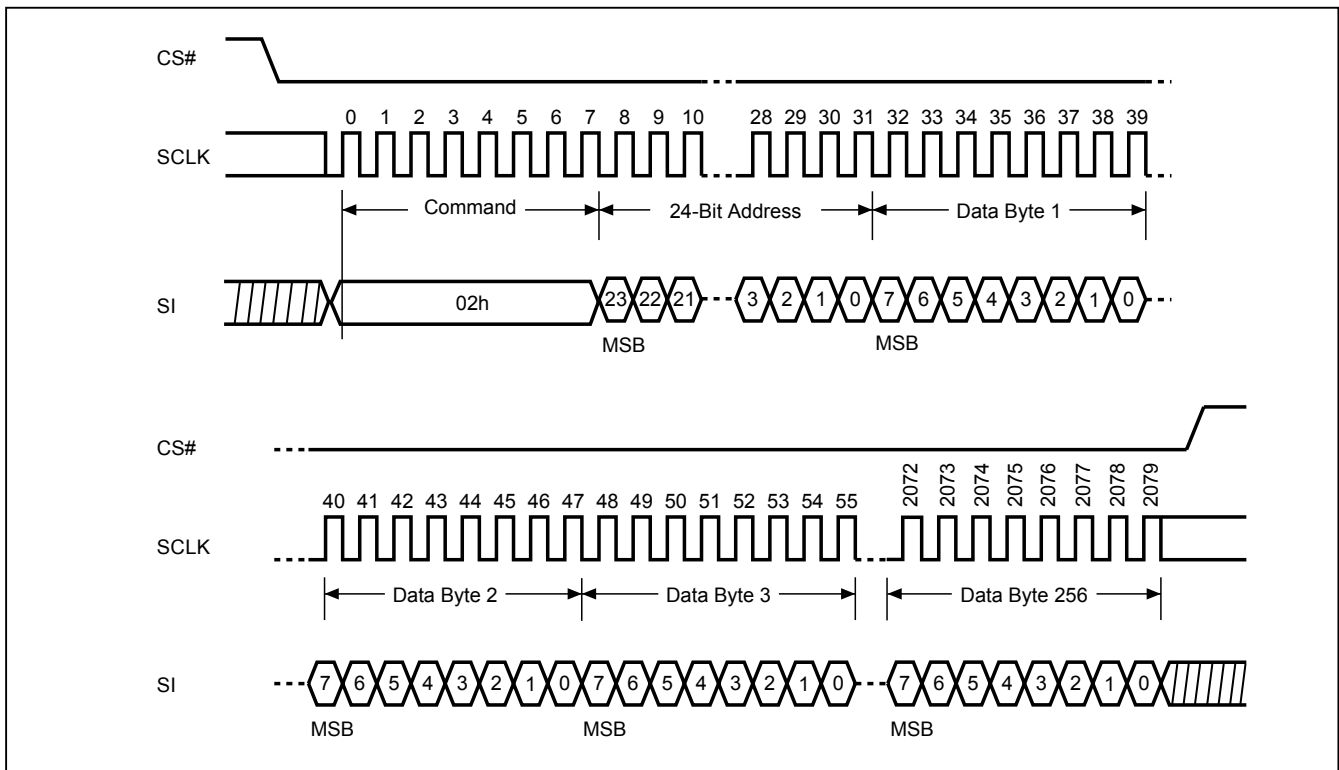 CS#
0 1 2 3 4 5 6 7 8 9 10 28 29 30 31 32 33 34 35 36 37 38 39
SCLK
Command 24-Bit Address Data Byte 1
SI 02h 23 22 21 3 2 1 0 7 6 5 4 3 2 1 0
MSB MSB
CS#
40 41 42 43 44 45 46 47 48 49 50 51 52 53 54 55 2072 2073 2074 2075 2076 2077 2078 2079
SCLK
Data Byte 2 Data Byte 3 Data Byte 256
SI 7 6 5 4 3 2 1 0 7 6 5 4 3 2 1 0 7 6 5 4 3 2 1 0
MSB MSB MSB